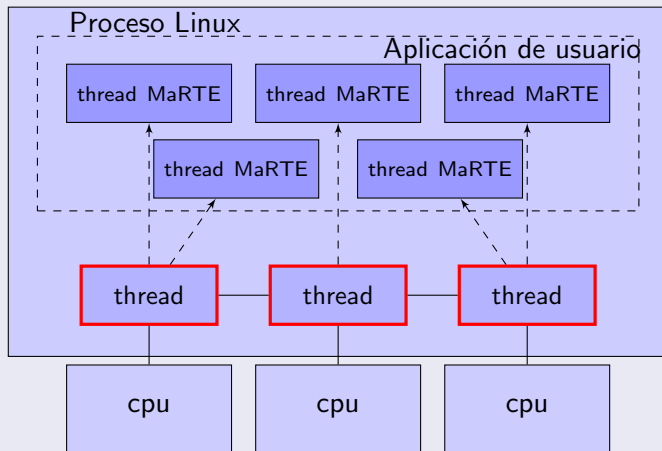 Proceso Linux
Aplicación de usuario
thread MaRTE
thread MaRTE
thread MaRTE
thread MaRTE
thread MaRTE
thread
thread
thread
cpu
cpu
cpu